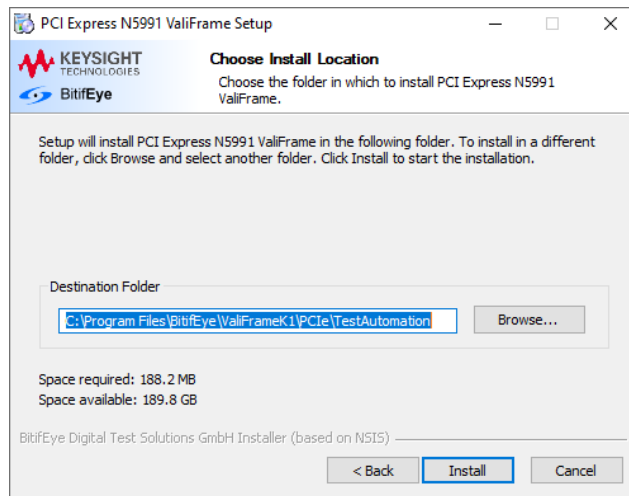 PCI Express N5991 ValiFrame Setup
KEYSIGHT
TECHNOLOGIES
BitifEye
Choose Install Location
Choose the folder in which to install PCI Express N5991
ValiFrame.
Setup will install PCI Express N5991 ValiFrame in the following folder. To install in a different
folder, click Browse and select another folder. Click Install to start the installation.
Destination Folder
C:\Program Files\BitifEye\ValiFrameK1\PCIe\TestAutomation
Browse...
Space required: 188.2 MB
Space available: 189.8 GB
BitifEye Digital Test Solutions GmbH Installer (based on NSIS)
< Back
Install
Cancel